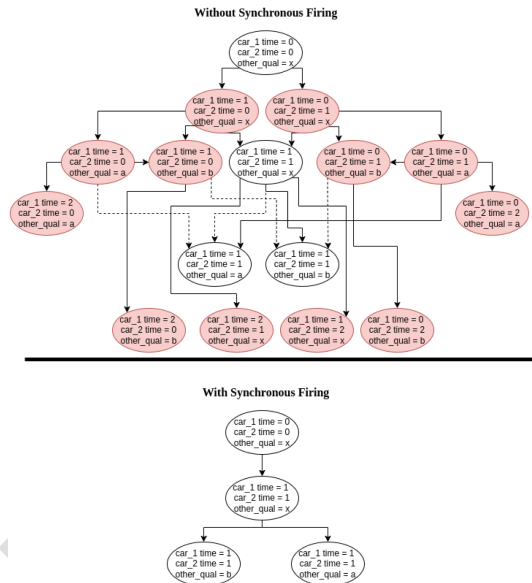 Without Synchronous Firing
car_1 time = 0
car_2 time = 0
other_qual = x
car_1 time = 1
car_2 time = 0
other_qual = x
car_1 time = 0
car_2 time = 1
other_qual = x
car_1 time = 1
car_2 time = 0
other_qual = a
car_1 time = 1
car_2 time = 0
other_qual = b
car_1 time = 1
car_2 time = 1
other_qual = x
car_1 time = 0
car_2 time = 1
other_qual = b
car_1 time = 0
car_2 time = 1
other_qual = a
car_1 time = 2
car_2 time = 0
other_qual = a
car_1 time = 0
car_2 time = 2
other_qual = a
car_1 time = 1
car_2 time = 1
other_qual = a
car_1 time = 1
car_2 time = 1
other_qual = b
car_1 time = 2
car_2 time = 0
other_qual = b
car_1 time = 2
car_2 time = 1
other_qual = x
car_1 time = 1
car_2 time = 2
other_qual = x
car_1 time = 0
car_2 time = 2
other_qual = b
With Synchronous Firing
car_1 time = 0
car_2 time = 0
other_qual = x
car_1 time = 1
car_2 time = 1
other_qual = x
car_1 time = 1
car_2 time = 1
other_qual = b
car_1 time = 1
car_2 time = 1
other_qual = a